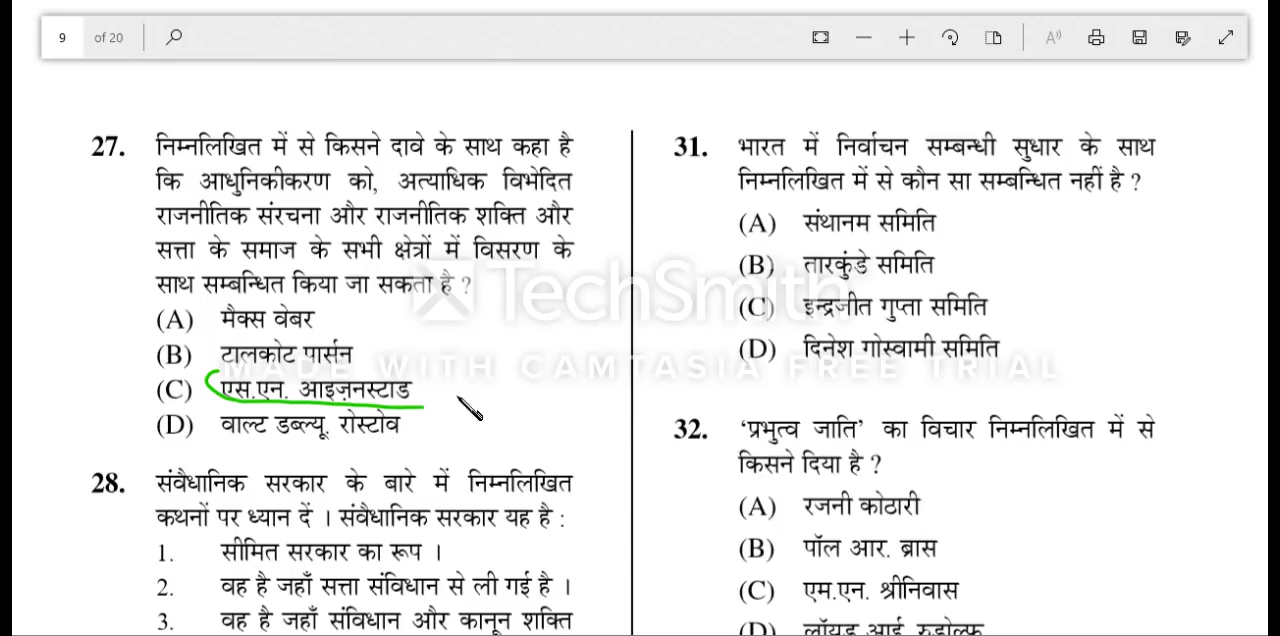 9 of 20
27. निम्नलिखित में से किसने दावे के साथ कहा है
कि आधुनिकीकरण को, अत्याधिक विभेदित
राजनीतिक संरचना और राजनीतिक शक्ति और
सत्ता के समाज के सभी क्षेत्रों में विसरण के
साथ सम्बन्धित किया जा सकता है ?
(A) मैक्स वेबर
(B) टालकोट पार्सन
(C) एस.एन. आइज़नस्टाड
(D) वाल्ट डब्ल्यू. रोस्टोव
28. संवैधानिक सरकार के बारे में निम्नलिखित
कथनों पर ध्यान दें । संवैधानिक सरकार यह है :
1. सीमित सरकार का रूप ।
2. वह है जहाँ सत्ता संविधान से ली गई है ।
3. वह है जहाँ संविधान और कानून शक्ति
31. भारत में निर्वाचन सम्बन्धी सुधार के साथ
निम्नलिखित में से कौन सा सम्बन्धित नहीं है ?
(A) संथानम समिति
(B) तारकुंडे समिति
(C) इन्द्रजीत गुप्ता समिति
(D) दिनेश गोस्वामी समिति
32. ‘प्रभुत्व जाति’ का विचार निम्नलिखित में से
किसने दिया है ?
(A) रजनी कोठारी
(B) पॉल आर. ब्रास
(C) एम.एन. श्रीनिवास
(D) लॉयड आई. रुडोल्फ
TechSmith
MADE WITH CAMTASIA FREE TRIAL